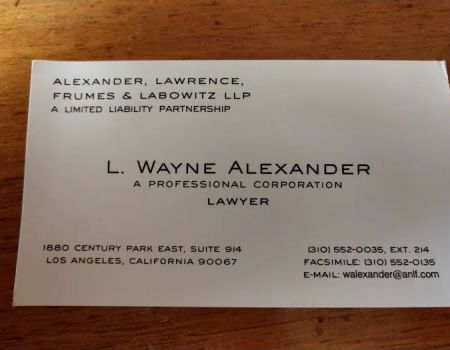 ALEXANDER, LAWRENCE,
FRUMES & LABOWITZ LLP
A LIMITED LIABILITY PARTNERSHIP
L. WAYNE ALEXANDER
A PROFESSIONAL CORPORATION
LAWYER
1880 CENTURY PARK EAST, SUITE 914
LOS ANGELES, CALIFORNIA 90067
(310) 552-0035, EXT. 214
FACSIMILE: (310) 552-0135
E-MAIL: walexander@anlf.com